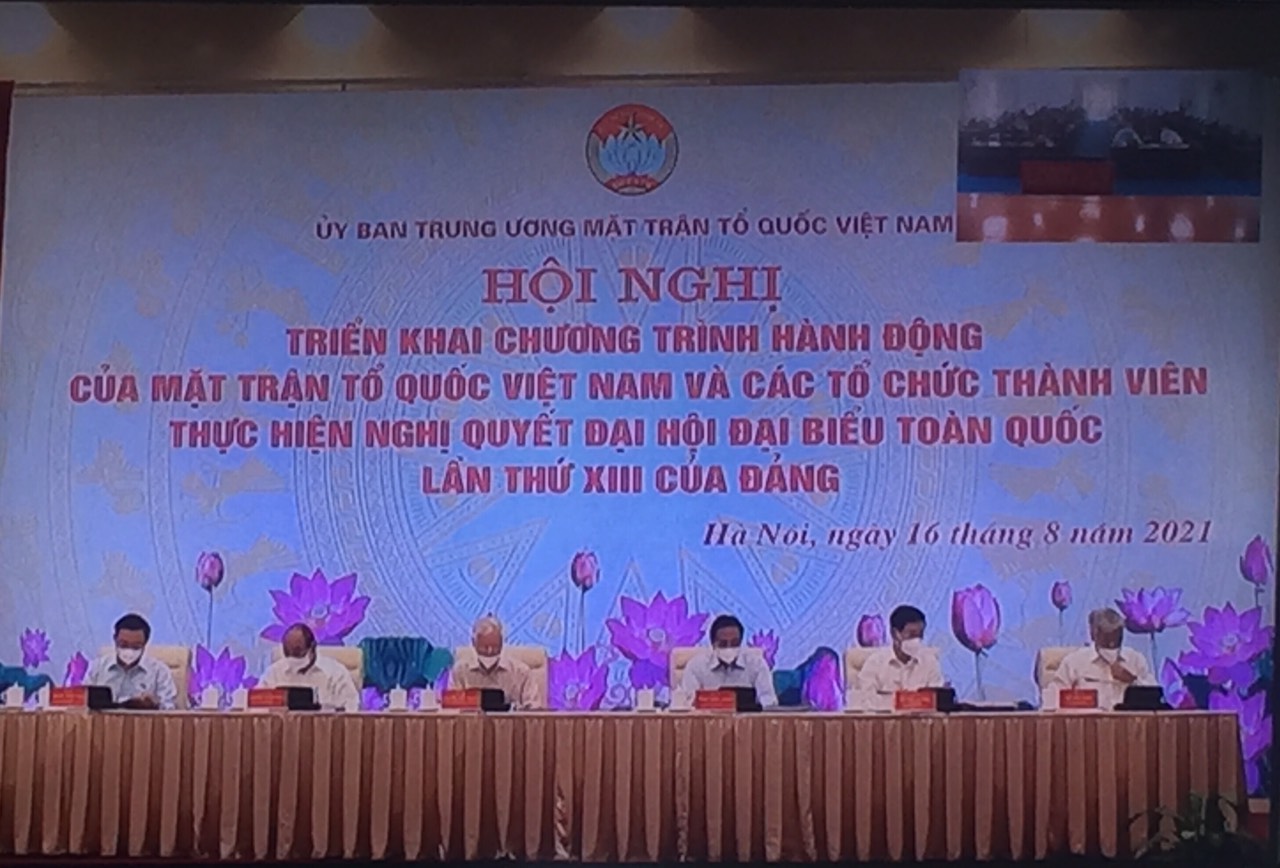 ỦY BAN TRUNG ƯƠNG MẶT TRẬN TỔ QUỐC VIỆT NAM
HỘI NGHỊ
TRIỂN KHAI CHƯƠNG TRÌNH HÀNH ĐỘNG
CỦA MẶT TRẬN TỔ QUỐC VIỆT NAM VÀ CÁC TỔ CHỨC THÀNH VIÊN
THỰC HIỆN NGHỊ QUYẾT ĐẠI HỘI ĐẠI BIỂU TOÀN QUỐC
LẦN THỨ XIII CỦA ĐẢNG
Hà Nội, ngày 16 tháng 8 năm 2021